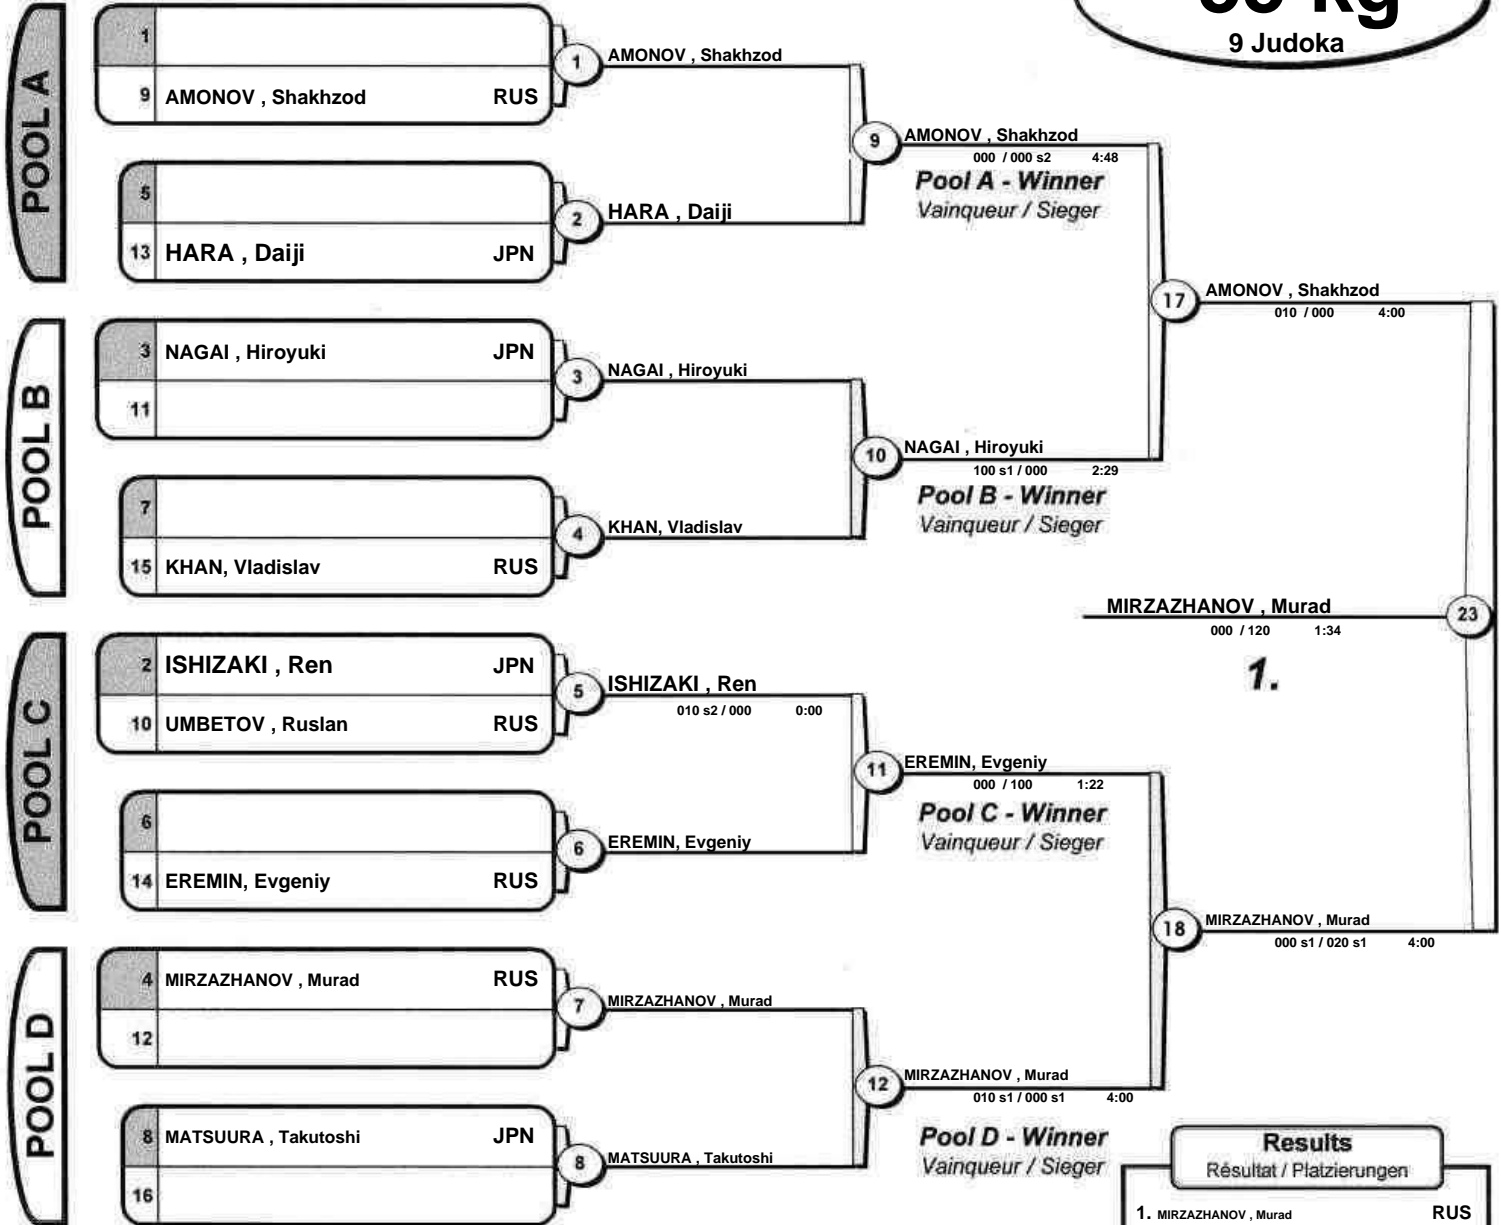 kg
9 Judoka
POOL A
1
9 AMONOV , Shakhzod RUS
1 AMONOV , Shakhzod
5
13 HARA , Daiji JPN
2 HARA , Daiji
9 AMONOV , Shakhzod
000 / 000 s2 4:48
Pool A - Winner
Vainqueur / Sieger
POOL B
3 NAGAI , Hiroyuki JPN
11
3 NAGAI , Hiroyuki
7
15 KHAN, Vladislav RUS
4 KHAN, Vladislav
10 NAGAI , Hiroyuki
100 s1 / 000 2:29
Pool B - Winner
Vainqueur / Sieger
17 AMONOV , Shakhzod
010 / 000 4:00
MIRZAZHANOV , Murad 23
000 / 120 1:34
1.
POOL C
2 ISHIZAKI , Ren JPN
10 UMBETOV , Ruslan RUS
5 ISHIZAKI , Ren
010 s2 / 000 0:00
6
14 EREMIN, Evgeniy RUS
6 EREMIN, Evgeniy
11 EREMIN, Evgeniy
000 / 100 1:22
Pool C - Winner
Vainqueur / Sieger
POOL D
4 MIRZAZHANOV , Murad RUS
12
7 MIRZAZHANOV , Murad
8 MATSUURA , Takutoshi JPN
16
8 MATSUURA , Takutoshi
12 MIRZAZHANOV , Murad
010 s1 / 000 s1 4:00
Pool D - Winner
Vainqueur / Sieger
18 MIRZAZHANOV , Murad
000 s1 / 020 s1 4:00
Results
Résultat / Platzierungen
1. MIRZAZHANOV , Murad RUS